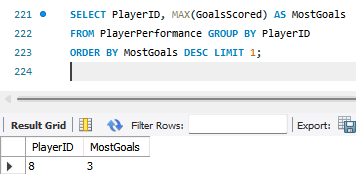 221 SELECT PlayerID, MAX(GoalsScored) AS MostGoals
222 FROM PlayerPerformance GROUP BY PlayerID
223 ORDER BY MostGoals DESC LIMIT 1;
224
Result Grid Filter Rows: Export:
PlayerID MostGoals
8 3